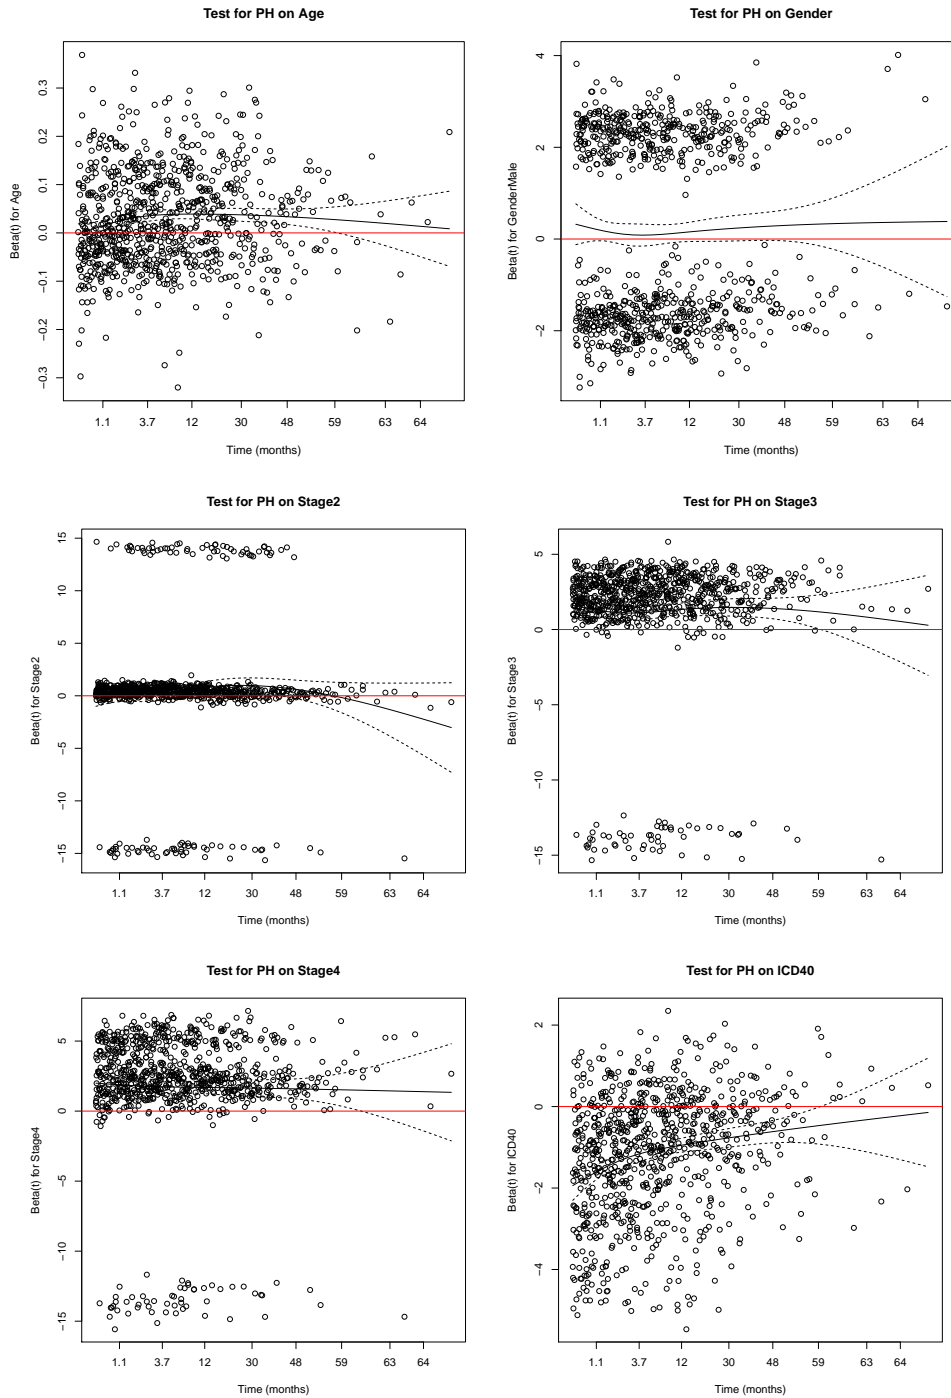 Test for PH on Age
Beta(t) for Age
0.3
0.2
0.1
0.0
−0.1
−0.2
−0.3
1.1 3.7 12 30 48 59 63 64
Time (months)
Test for PH on Gender
Beta(t) for GenderMale
4
2
0
−2
1.1 3.7 12 30 48 59 63 64
Time (months)
Test for PH on Stage2
Beta(t) for Stage2
15
10
5
0
−5
−10
−15
1.1 3.7 12 30 48 59 63 64
Time (months)
Test for PH on Stage3
Beta(t) for Stage3
5
0
−5
−10
−15
1.1 3.7 12 30 48 59 63 64
Time (months)
Test for PH on Stage4
Beta(t) for Stage4
5
0
−5
−10
−15
1.1 3.7 12 30 48 59 63 64
Time (months)
Test for PH on ICD40
Beta(t) for ICD40
2
0
−2
−4
1.1 3.7 12 30 48 59 63 64
Time (months)